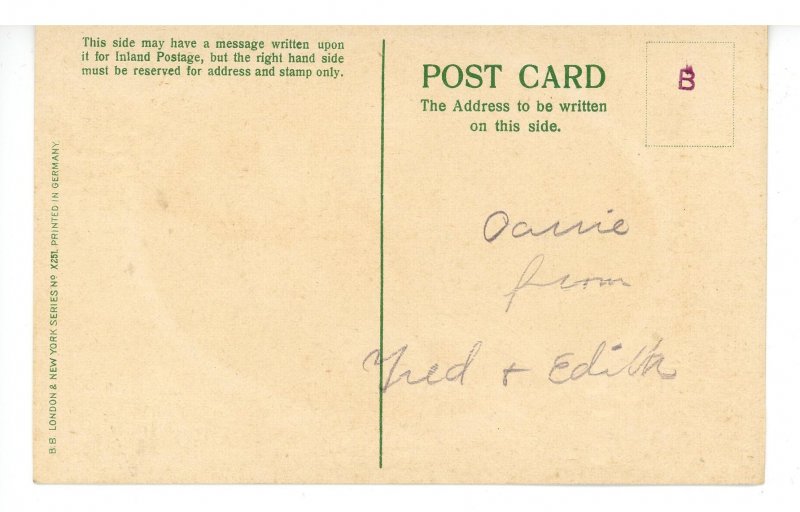 This side may have a message written upon
it for Inland Postage, but the right hand side
must be reserved for address and stamp only.
POST CARD
The Address to be written
on this side.
B
B.B. LONDON & NEW YORK SERIES Nº X251. PRINTED IN GERMANY.
from
Fred + Edith